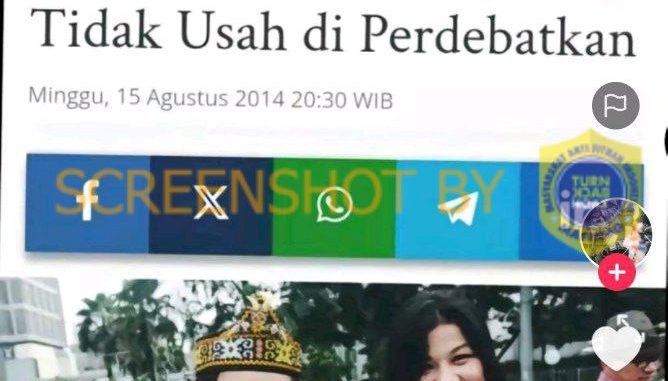 Tidak Usah di Perdebatkan
Minggu, 15 Agustus 2014 20:30 WIB
SCREENSHOT BY
TURN
BACK